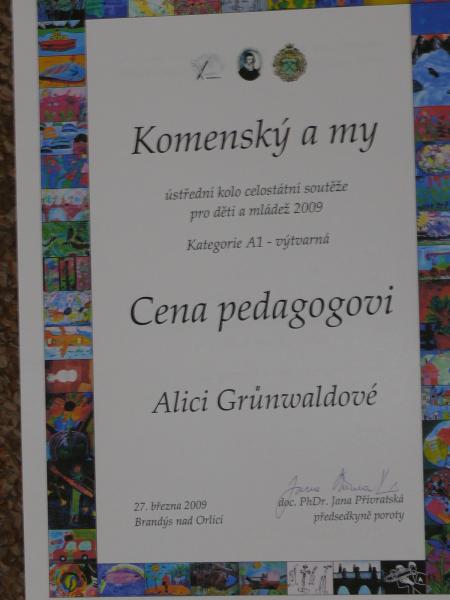 Komenský a my
ústřední kolo celostátní soutěže
pro děti a mládež 2009
Kategorie A1 - výtvarná
Cena pedagogovi
Alici Grůnwaldové
27. března 2009
Brandýs nad Orlicí
doc. PhDr. Jana Přívratská
předsedkyně poroty